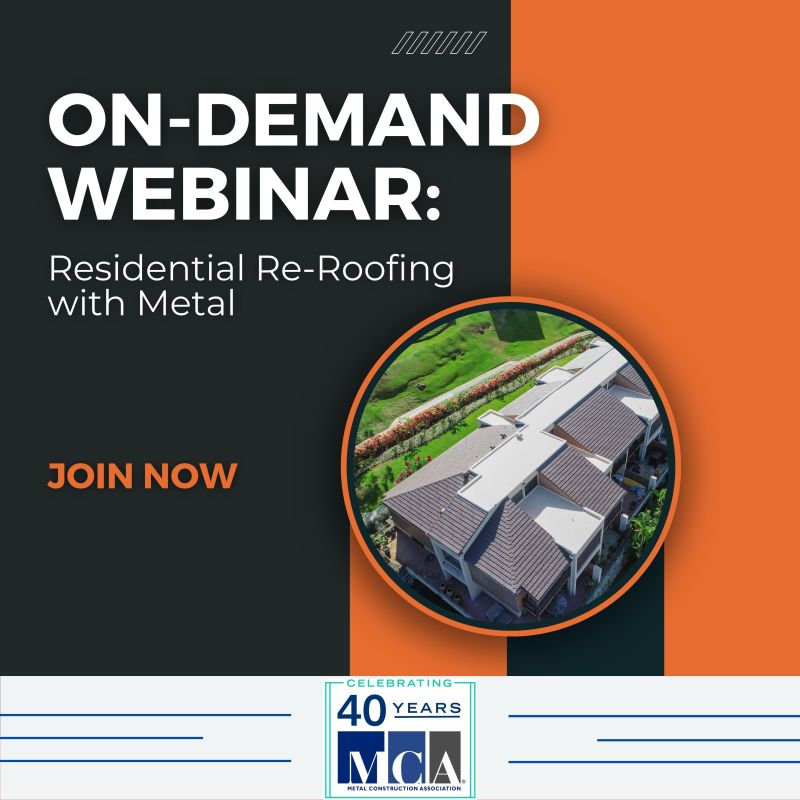 ON-DEMAND
WEBINAR:
Residential Re-Roofing
with Metal
JOIN NOW
CELEBRATING
40 YEARS
MCA®
METAL CONSTRUCTION ASSOCIATION